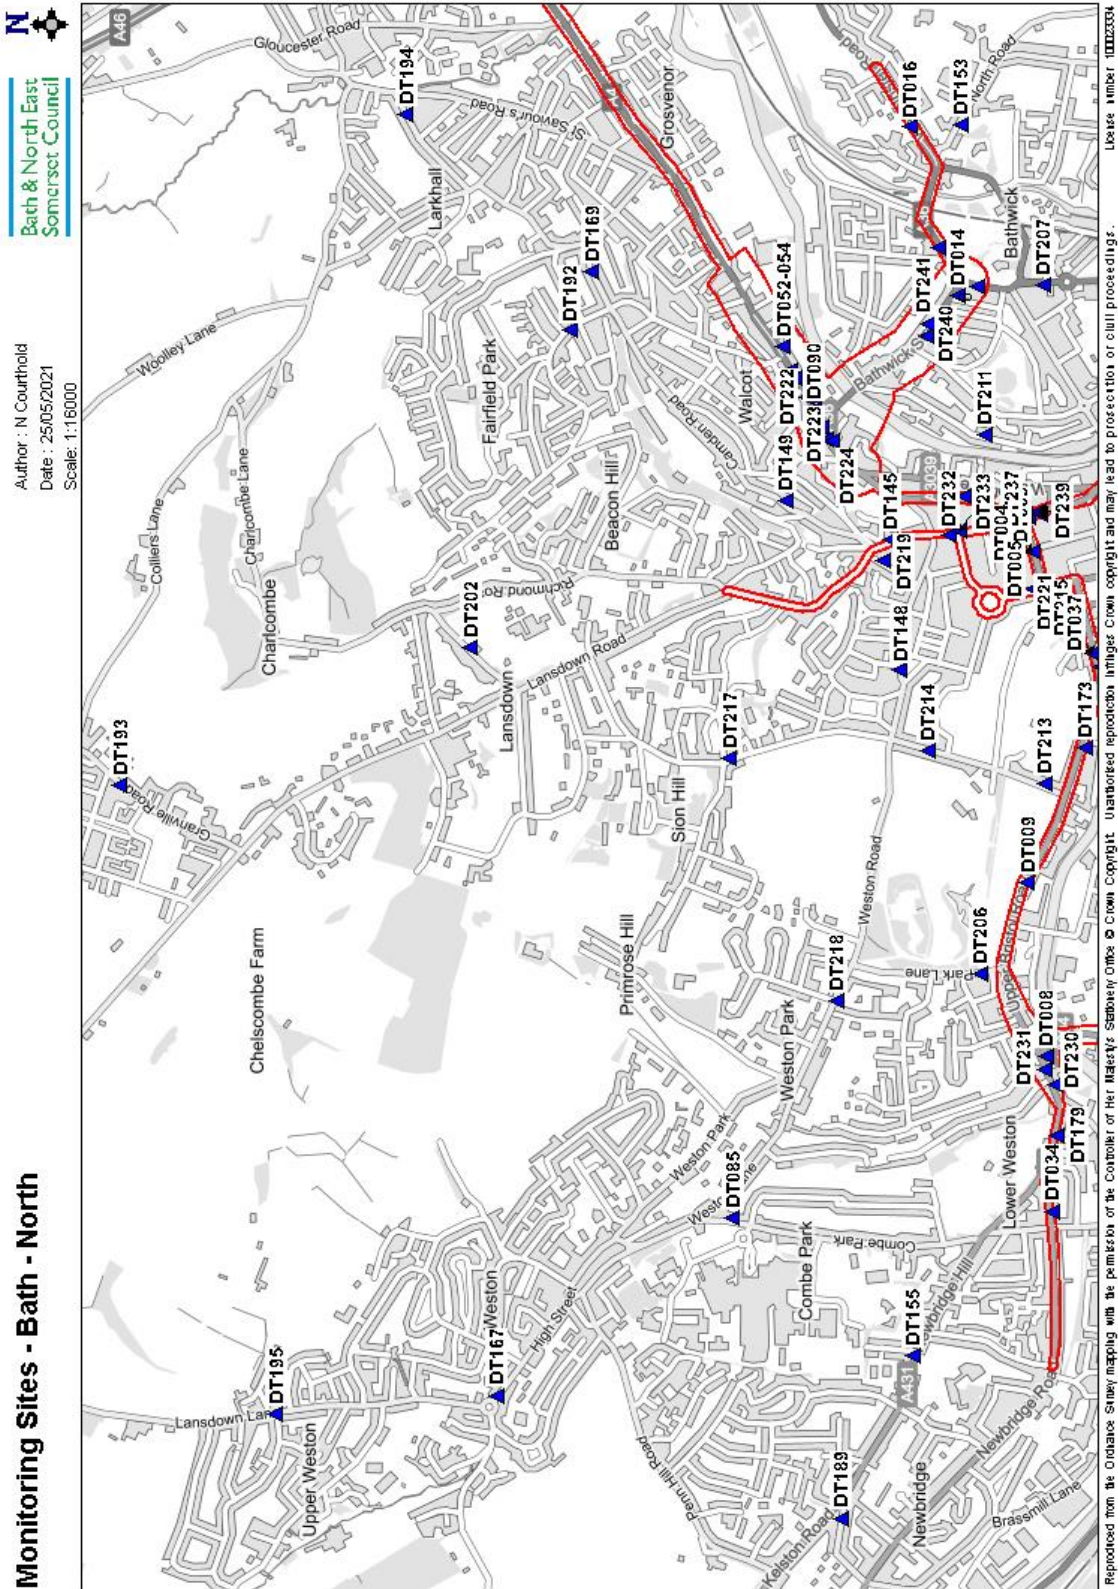 Monitoring Sites - Bath - North
Author : N Courthold
Date : 25/05/2021
Scale: 1:16000
Bath & North East
Somerset Council
N
Lansdown Lane
DT195
Upper Weston
DT167
Weston
High Street
Penn Hill Road
DT189
Kelston Road
Newbridge
A431
DT155
Newbridge Hill
Newbridge Road
Brassmill Lane
Combe Park
Combe Park
DT085
Weston Park
Weston Park
Lower Weston
DT034
DT179
DT230
DT008
DT231
DT218
Park Lane
DT206
Upper Bristol Road
DT009
Weston Road
Primrose Hill
Sion Hill
DT217
DT214
DT213
DT173
DT148
Chelscombe Farm
Granville Road
DT193
Lansdown
Lansdown Road
DT202
Richmond
Charlcombe
Charlcombe Lane
Colliers Lane
Woolley Lane
Beacon Hill
Fairfield Park
Camden Road
Walcot
DT192
DT169
Larkhall
St Saviour's Road
DT194
Gloucester Road
A46
Grosvenor
DT052-054
DT222
DT090
DT223
DT149
DT224
DT145
DT219
A3039
DT232
DT233
DT237
DT004
DT005
DT239
DT221
DT215
DT037
DT211
DT240
DT241
DT014
DT207
Bathwick
DT016
DT153
North Road
Reproduced from the Ordnance Survey mapping with the permission of the Controller of Her Majesty's Stationery Office © Crown Copyright. Unauthorised reproduction infringes Crown copyright and may lead to prosecution or civil proceedings.